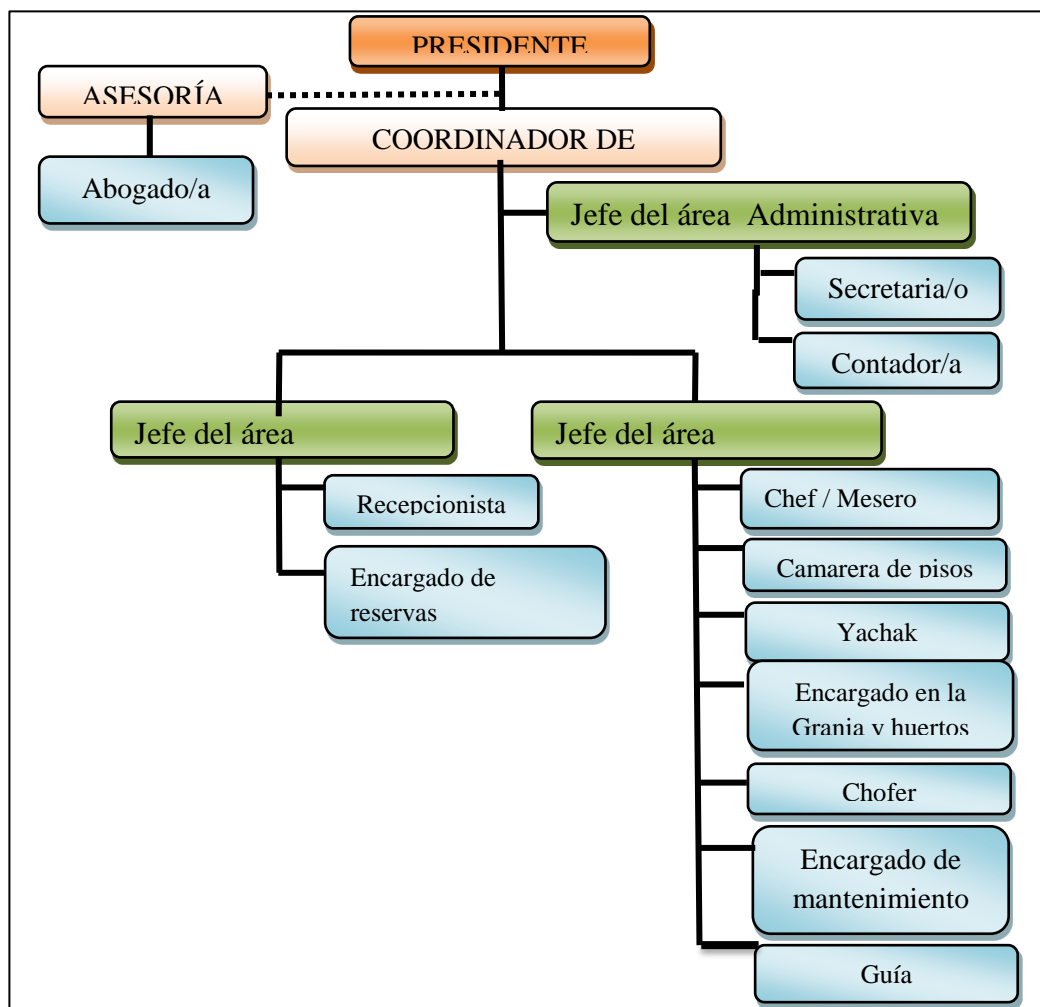 PRESIDENTE
ASESORÍA
COORDINADOR DE
Abogado/a
Jefe del área Administrativa
Secretaria/o
Contador/a
Jefe del área
Jefe del área
Recepcionista
Encargado de
reservas
Chef / Mesero
Camarera de pisos
Yachak
Encargado en la
Granja y huertos
Chofer
Encargado de
mantenimiento
Guía